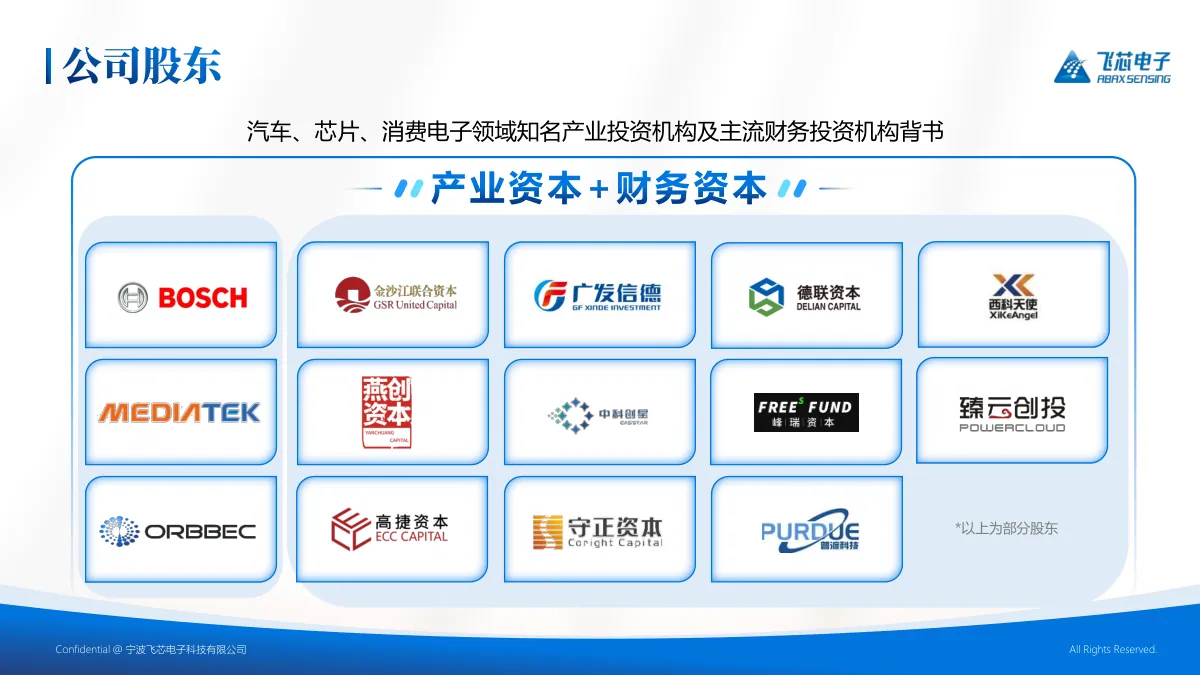 公司股东
飞芯电子
ABAX SENSING
汽车、芯片、消费电子领域知名产业投资机构及主流财务投资机构背书
产业资本+财务资本
BOSCH
金沙江联合资本
GSR United Capital
广发信德
GF XINDE INVESTMENT
德联资本
DELIAN CAPITAL
西科天使
XiKeAngel
MEDIATEK
燕创
资本
YANCHUANG
CAPITAL
中科创星
CASSTAR
FREES FUND
峰瑞资本
臻云创投
POWERCLOUD
ORBBEC
高捷资本
ECC CAPITAL
守正资本
Coright Capital
PURDUE
普渡科技
*以上为部分股东
Confidential @ 宁波飞芯电子科技有限公司
All Rights Reserved.